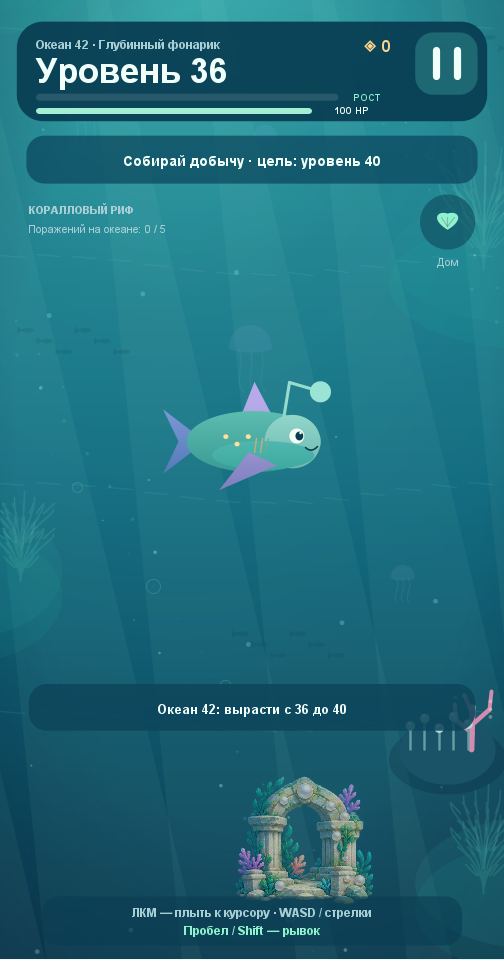 Океан 42 · Глубинный фонарик
0
Уровень 36
РОСТ
100 HP
Собирай добычу · цель: уровень 40
КОРАЛЛОВЫЙ РИФ
Поражений на океане: 0 / 5
Дом
Океан 42: вырасти с 36 до 40
ЛКМ — плыть к курсору · WASD / стрелки
Пробел / Shift — рывок